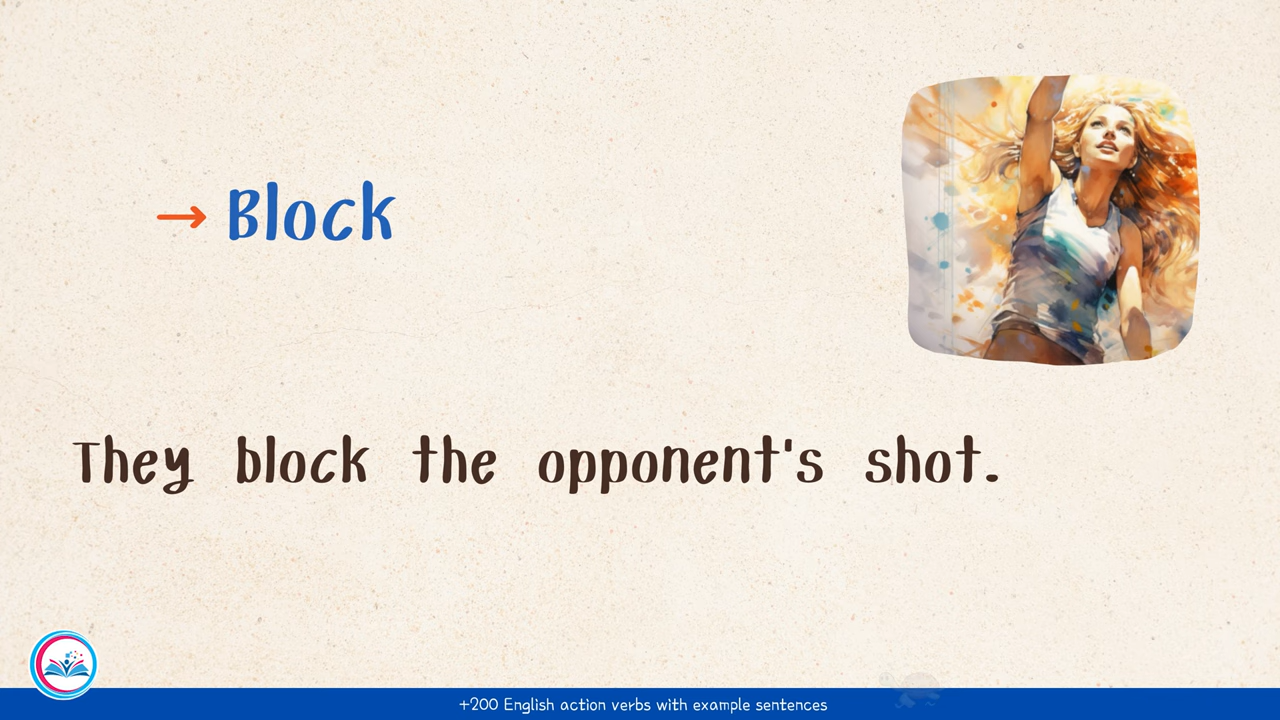 → Block
They block the opponent's shot.
+200 English action verbs with example sentences